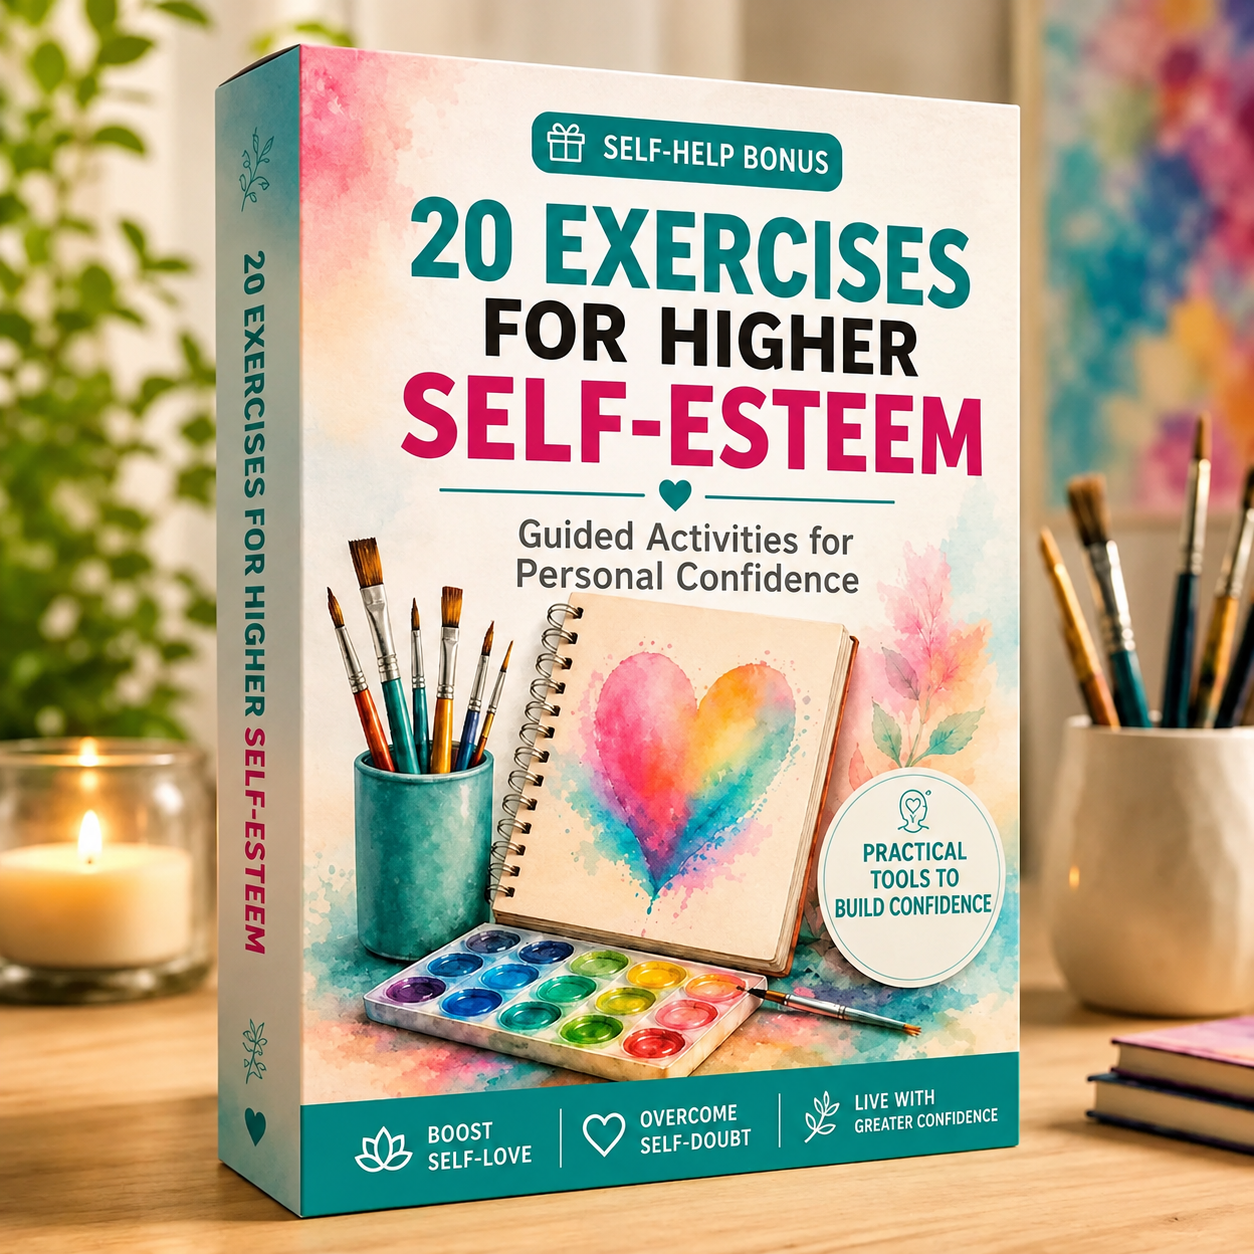 SELF-HELP BONUS
20 EXERCISES
FOR HIGHER
SELF-ESTEEM
Guided Activities for
Personal Confidence
PRACTICAL
TOOLS TO
BUILD CONFIDENCE
BOOST
SELF-LOVE
OVERCOME
SELF-DOUBT
LIVE WITH
GREATER CONFIDENCE
20 EXERCISES FOR HIGHER SELF-ESTEEM